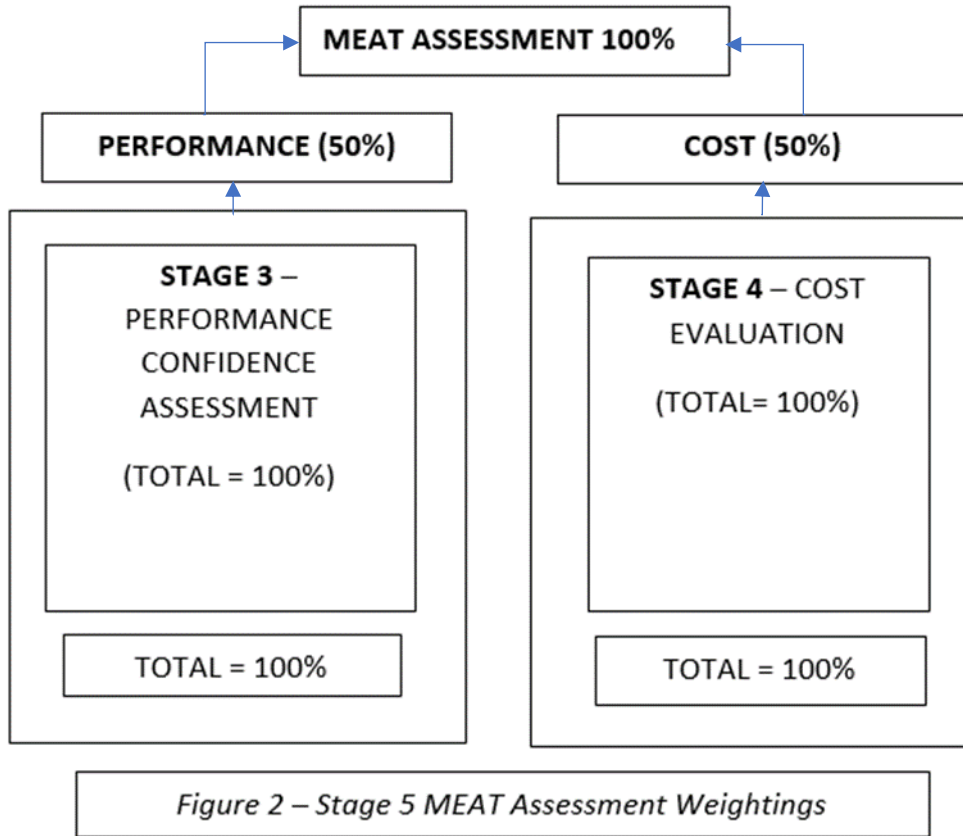 MEAT ASSESSMENT 100%
PERFORMANCE (50%)
COST (50%)
STAGE 3 –
PERFORMANCE
CONFIDENCE
ASSESSMENT
(TOTAL = 100%)
TOTAL = 100%
STAGE 4 – COST
EVALUATION
(TOTAL= 100%)
TOTAL = 100%
Figure 2 – Stage 5 MEAT Assessment Weightings